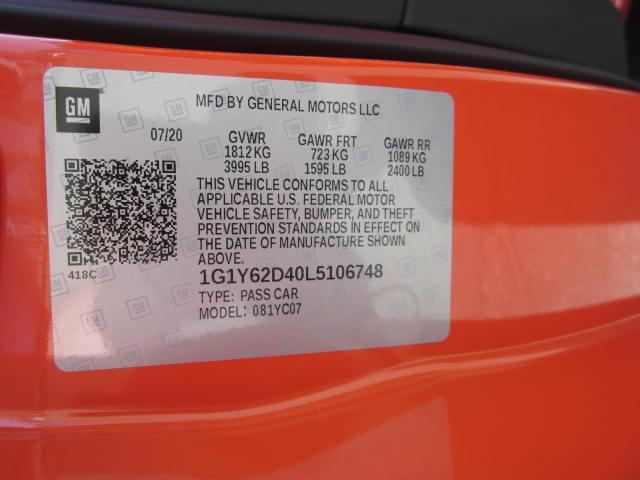 GM
MFD BY GENERAL MOTORS LLC
07/20 GVWR GAWR FRT GAWR RR
1812 KG 723 KG 1089 KG
3995 LB 1595 LB 2400 LB
THIS VEHICLE CONFORMS TO ALL
APPLICABLE U.S. FEDERAL MOTOR
VEHICLE SAFETY, BUMPER, AND THEFT
PREVENTION STANDARDS IN EFFECT ON
THE DATE OF MANUFACTURE SHOWN
ABOVE.
418C
1G1Y62D40L5106748
TYPE: PASS CAR
MODEL: 081YC07